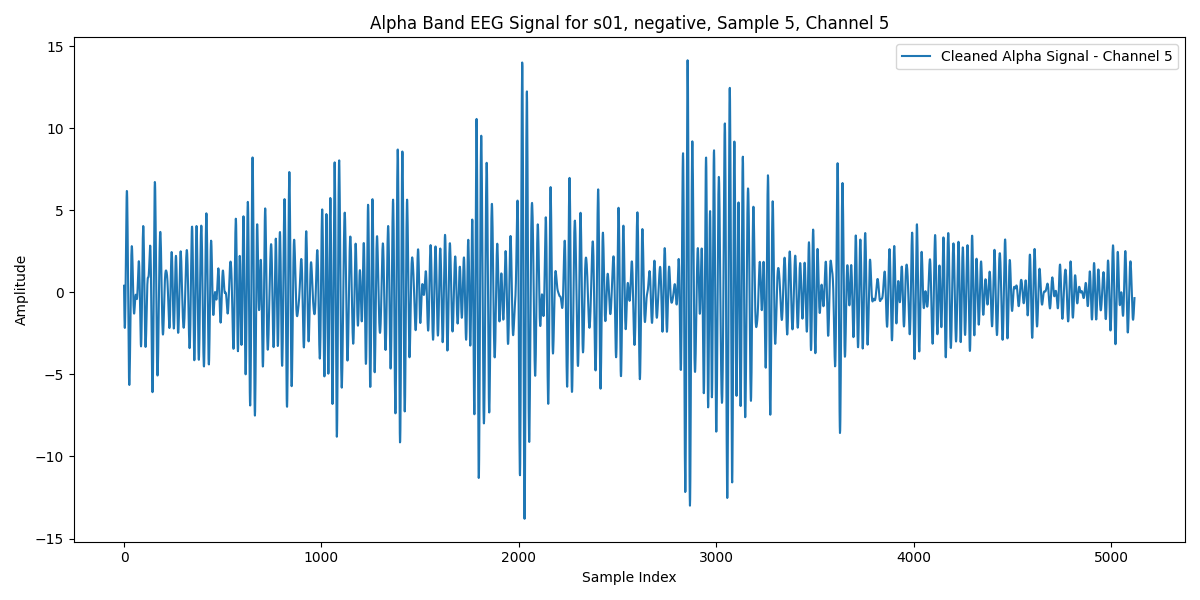 Alpha Band EEG Signal for s01, negative, Sample 5, Channel 5
Cleaned Alpha Signal - Channel 5
Amplitude
15
10
5
0
−5
−10
−15
0 1000 2000 3000 4000 5000
Sample Index